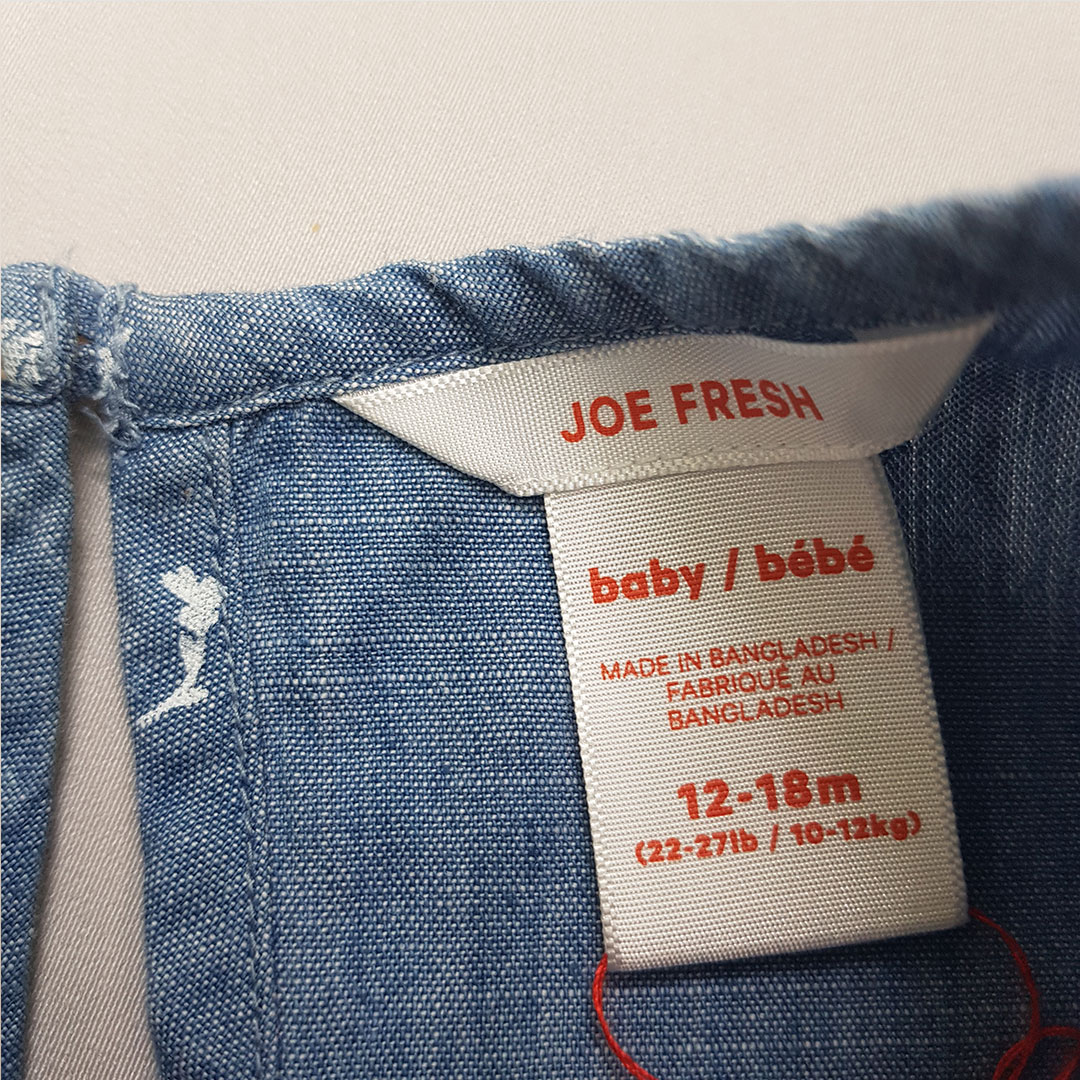 JOE FRESH
baby / bébé
MADE IN BANGLADESH /
FABRIQUÉ AU
BANGLADESH
12-18m
(22-27lb / 10-12kg)